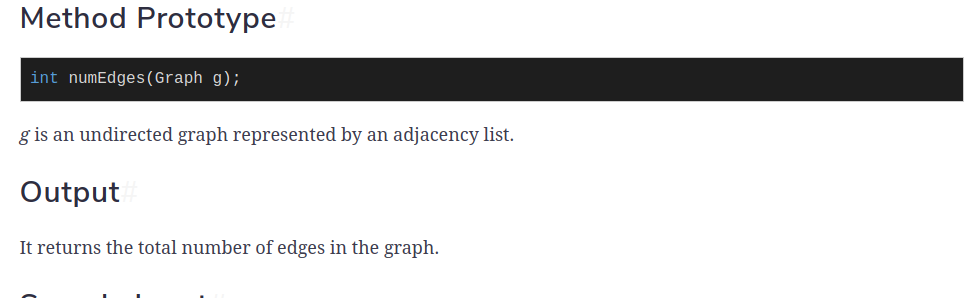 Method Prototype#
int numEdges(Graph g);
g is an undirected graph represented by an adjacency list.
Output#
It returns the total number of edges in the graph.